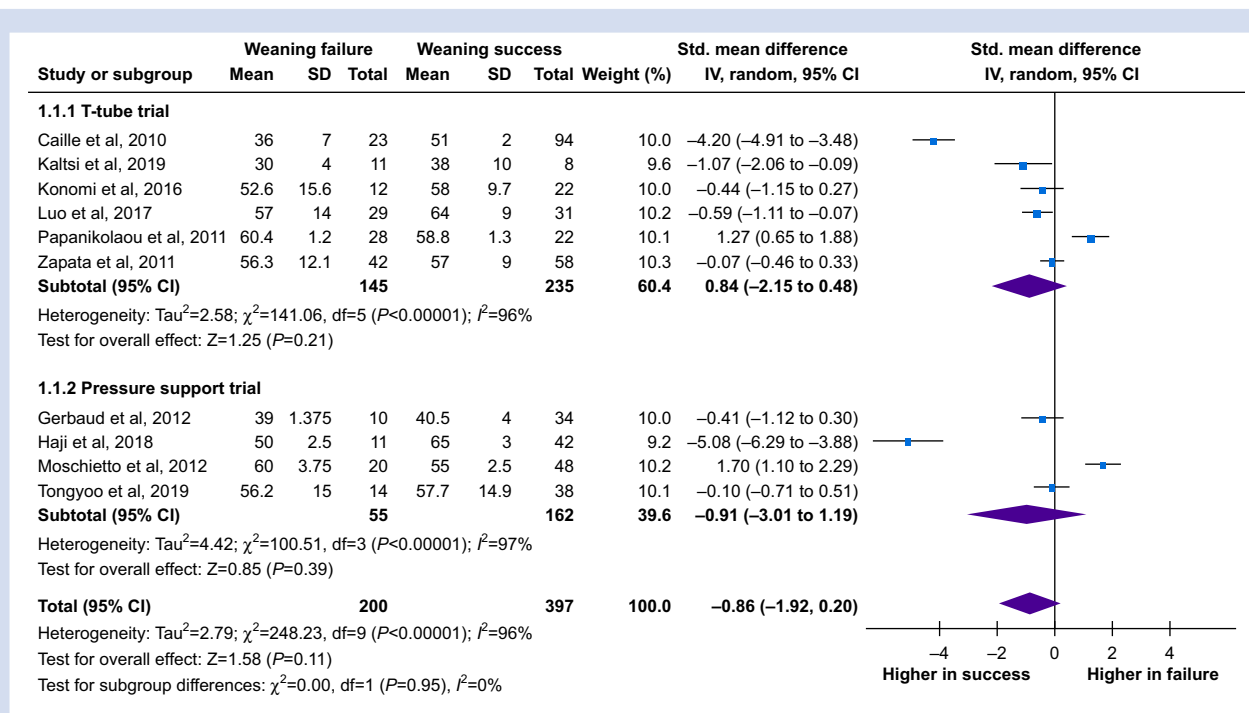 Weaning failure Weaning success Std. mean difference Std. mean difference
Study or subgroup Mean SD Total Mean SD Total Weight (%) IV, random, 95% CI IV, random, 95% CI
1.1.1 T-tube trial
Caille et al, 2010 36 7 23 51 2 94 10.0 –4.20 (–4.91 to –3.48)
Kaltsi et al, 2019 30 4 11 38 10 8 9.6 –1.07 (–2.06 to –0.09)
Konomi et al, 2016 52.6 15.6 12 58 9.7 22 10.0 –0.44 (–1.15 to 0.27)
Luo et al, 2017 57 14 29 64 9 31 10.2 –0.59 (–1.11 to –0.07)
Papanikolaou et al, 2011 60.4 1.2 28 58.8 1.3 22 10.1 1.27 (0.65 to 1.88)
Zapata et al, 2011 56.3 12.1 42 57 9 58 10.3 –0.07 (–0.46 to 0.33)
Subtotal (95% CI) 145 235 60.4 0.84 (–2.15 to 0.48)
Heterogeneity: Tau²=2.58; χ²=141.06, df=5 (P<0.00001); I²=96%
Test for overall effect: Z=1.25 (P=0.21)
1.1.2 Pressure support trial
Gerbaud et al, 2012 39 1.375 10 40.5 4 34 10.0 –0.41 (–1.12 to 0.30)
Haji et al, 2018 50 2.5 11 65 3 42 9.2 –5.08 (–6.29 to –3.88)
Moschietto et al, 2012 60 3.75 20 55 2.5 48 10.2 1.70 (1.10 to 2.29)
Tongyoo et al, 2019 56.2 15 14 57.7 14.9 38 10.1 –0.10 (–0.71 to 0.51)
Subtotal (95% CI) 55 162 39.6 –0.91 (–3.01 to 1.19)
Heterogeneity: Tau²=4.42; χ²=100.51, df=3 (P<0.00001); I²=97%
Test for overall effect: Z=0.85 (P=0.39)
Total (95% CI) 200 397 100.0 –0.86 (–1.92, 0.20)
Heterogeneity: Tau²=2.79; χ²=248.23, df=9 (P<0.00001); I²=96%
Test for overall effect: Z=1.58 (P=0.11)
Test for subgroup differences: χ²=0.00, df=1 (P=0.95), I²=0%
–4 –2 0 2 4
Higher in success Higher in failure